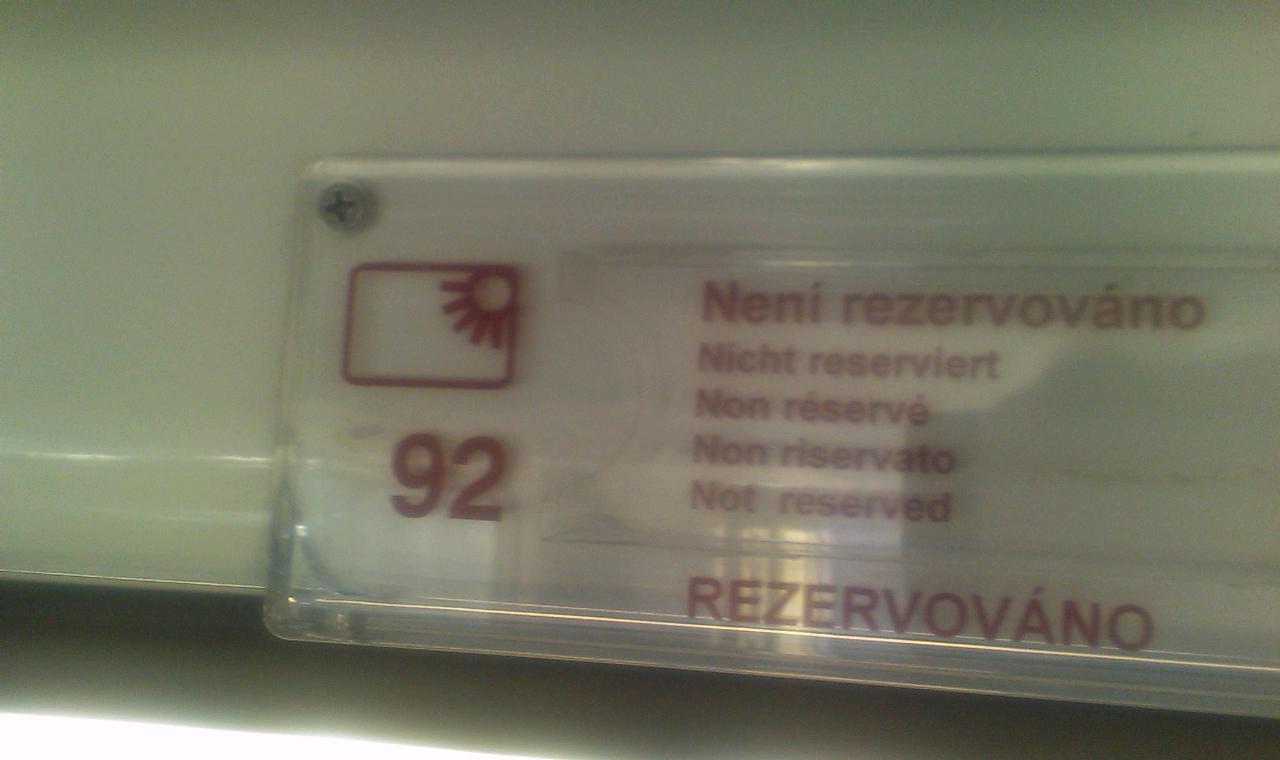 92
Není rezervováno
Nicht reserviert
Non réservé
Non riservato
Not reserved
REZERVOVÁNO